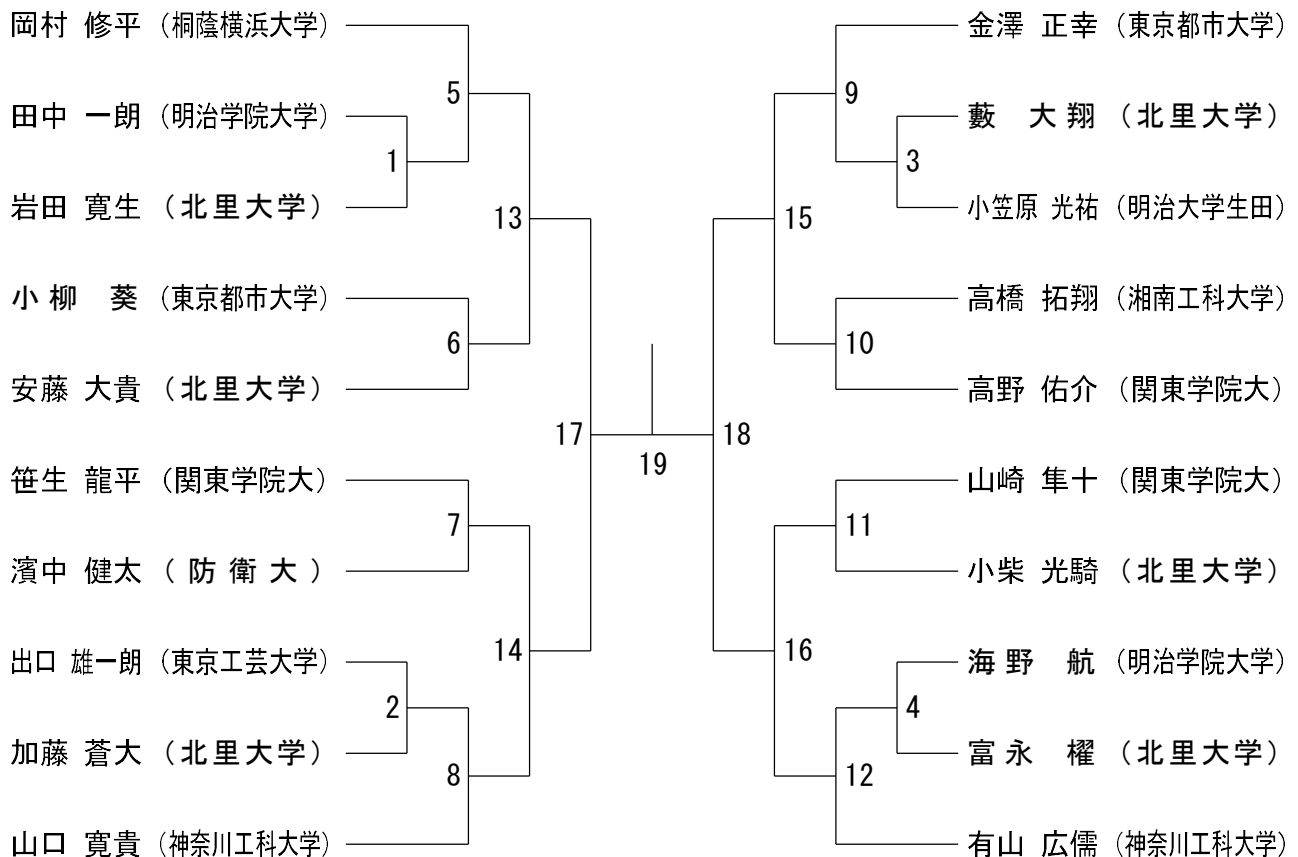 岡村 修平 (桐蔭横浜大学)
田中 一朗 (明治学院大学)
岩田 寛生 (北里大学)
小柳 葵 (東京都市大学)
安藤 大貴 (北里大学)
笹生 龍平 (関東学院大)
濱中 健太 (防衛大)
出口 雄一朗 (東京工芸大学)
加藤 蒼大 (北里大学)
山口 寛貴 (神奈川工科大学)
1
2
5
6
7
8
13
14
17
19
18
15
16
9
10
11
12
3
4
金澤 正幸 (東京都市大学)
藪 大翔 (北里大学)
小笠原 光祐 (明治大学生田)
高橋 拓翔 (湘南工科大学)
高野 佑介 (関東学院大)
山崎 隼十 (関東学院大)
小柴 光騎 (北里大学)
海野 航 (明治学院大学)
富永 櫂 (北里大学)
有山 広儒 (神奈川工科大学)